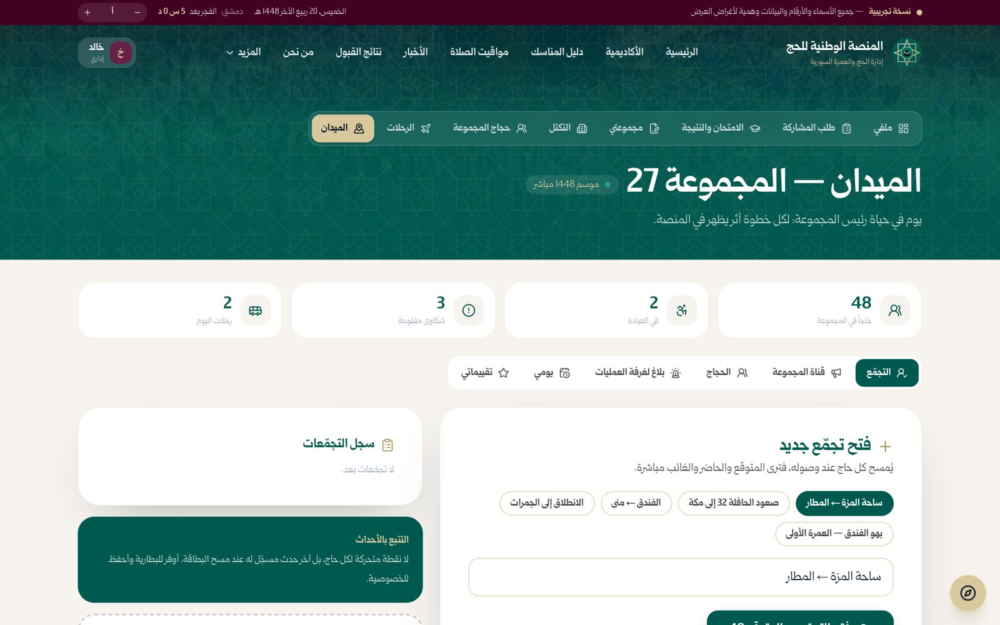 نسخة تجريبية — جميع الأسماء والأرقام والبيانات وهمية لأغراض العرض
الخميس، 20 ربيع الآخر 1448 هـ دمشق: الفجر بعد 5 س 0 د
− أ +
المنصة الوطنية للحج
إدارة الحج والعمرة السورية
الرئيسية الأكاديمية دليل المناسك مواقيت الصلاة الأخبار نتائج القبول من نحن المزيد
خ خالد
إداري
ملفي طلب المشاركة الامتحان والنتيجة مجموعتي التكتل حجاج المجموعة الرحلات الميدان
الميدان — المجموعة 27 موسم 1448 مباشر
يوم في حياة رئيس المجموعة: لكل خطوة أثر يظهر في المنصة.
48
حاجاً في المجموعة
2
في العيادة
3
شكاوى مفتوحة
2
رحلات اليوم
التجمّع قناة المجموعة الحجاج بلاغ لغرفة العمليات يومي تقييماتي
فتح تجمّع جديد
يُمسح كل حاج عند وصوله، فترى المتوقع والحاضر والغائب مباشرة.
ساحة المزة ← المطار صعود الحافلة 32 إلى مكة الفندق ← منى الانطلاق إلى الجمرات
بهو الفندق — العمرة الأولى
ساحة المزة ← المطار
سجل التجمّعات
لا تجمّعات بعد.
التتبع بالأحداث
لا نقطة متحركة لكل حاج، بل آخر حدث مسجّل له عند مسح البطاقة. أوفر للبطارية وأحفظ
للخصوصية.